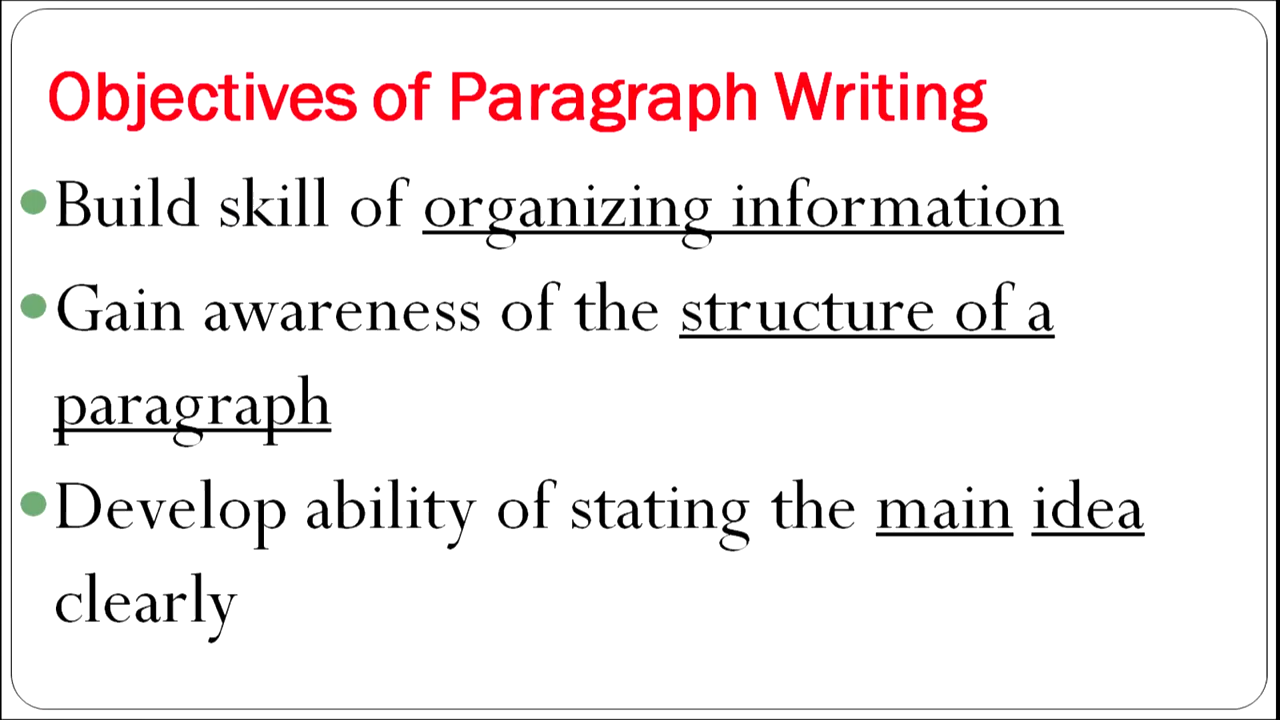 Objectives of Paragraph Writing
Build skill of organizing information
Gain awareness of the structure of a
paragraph
Develop ability of stating the main idea
clearly